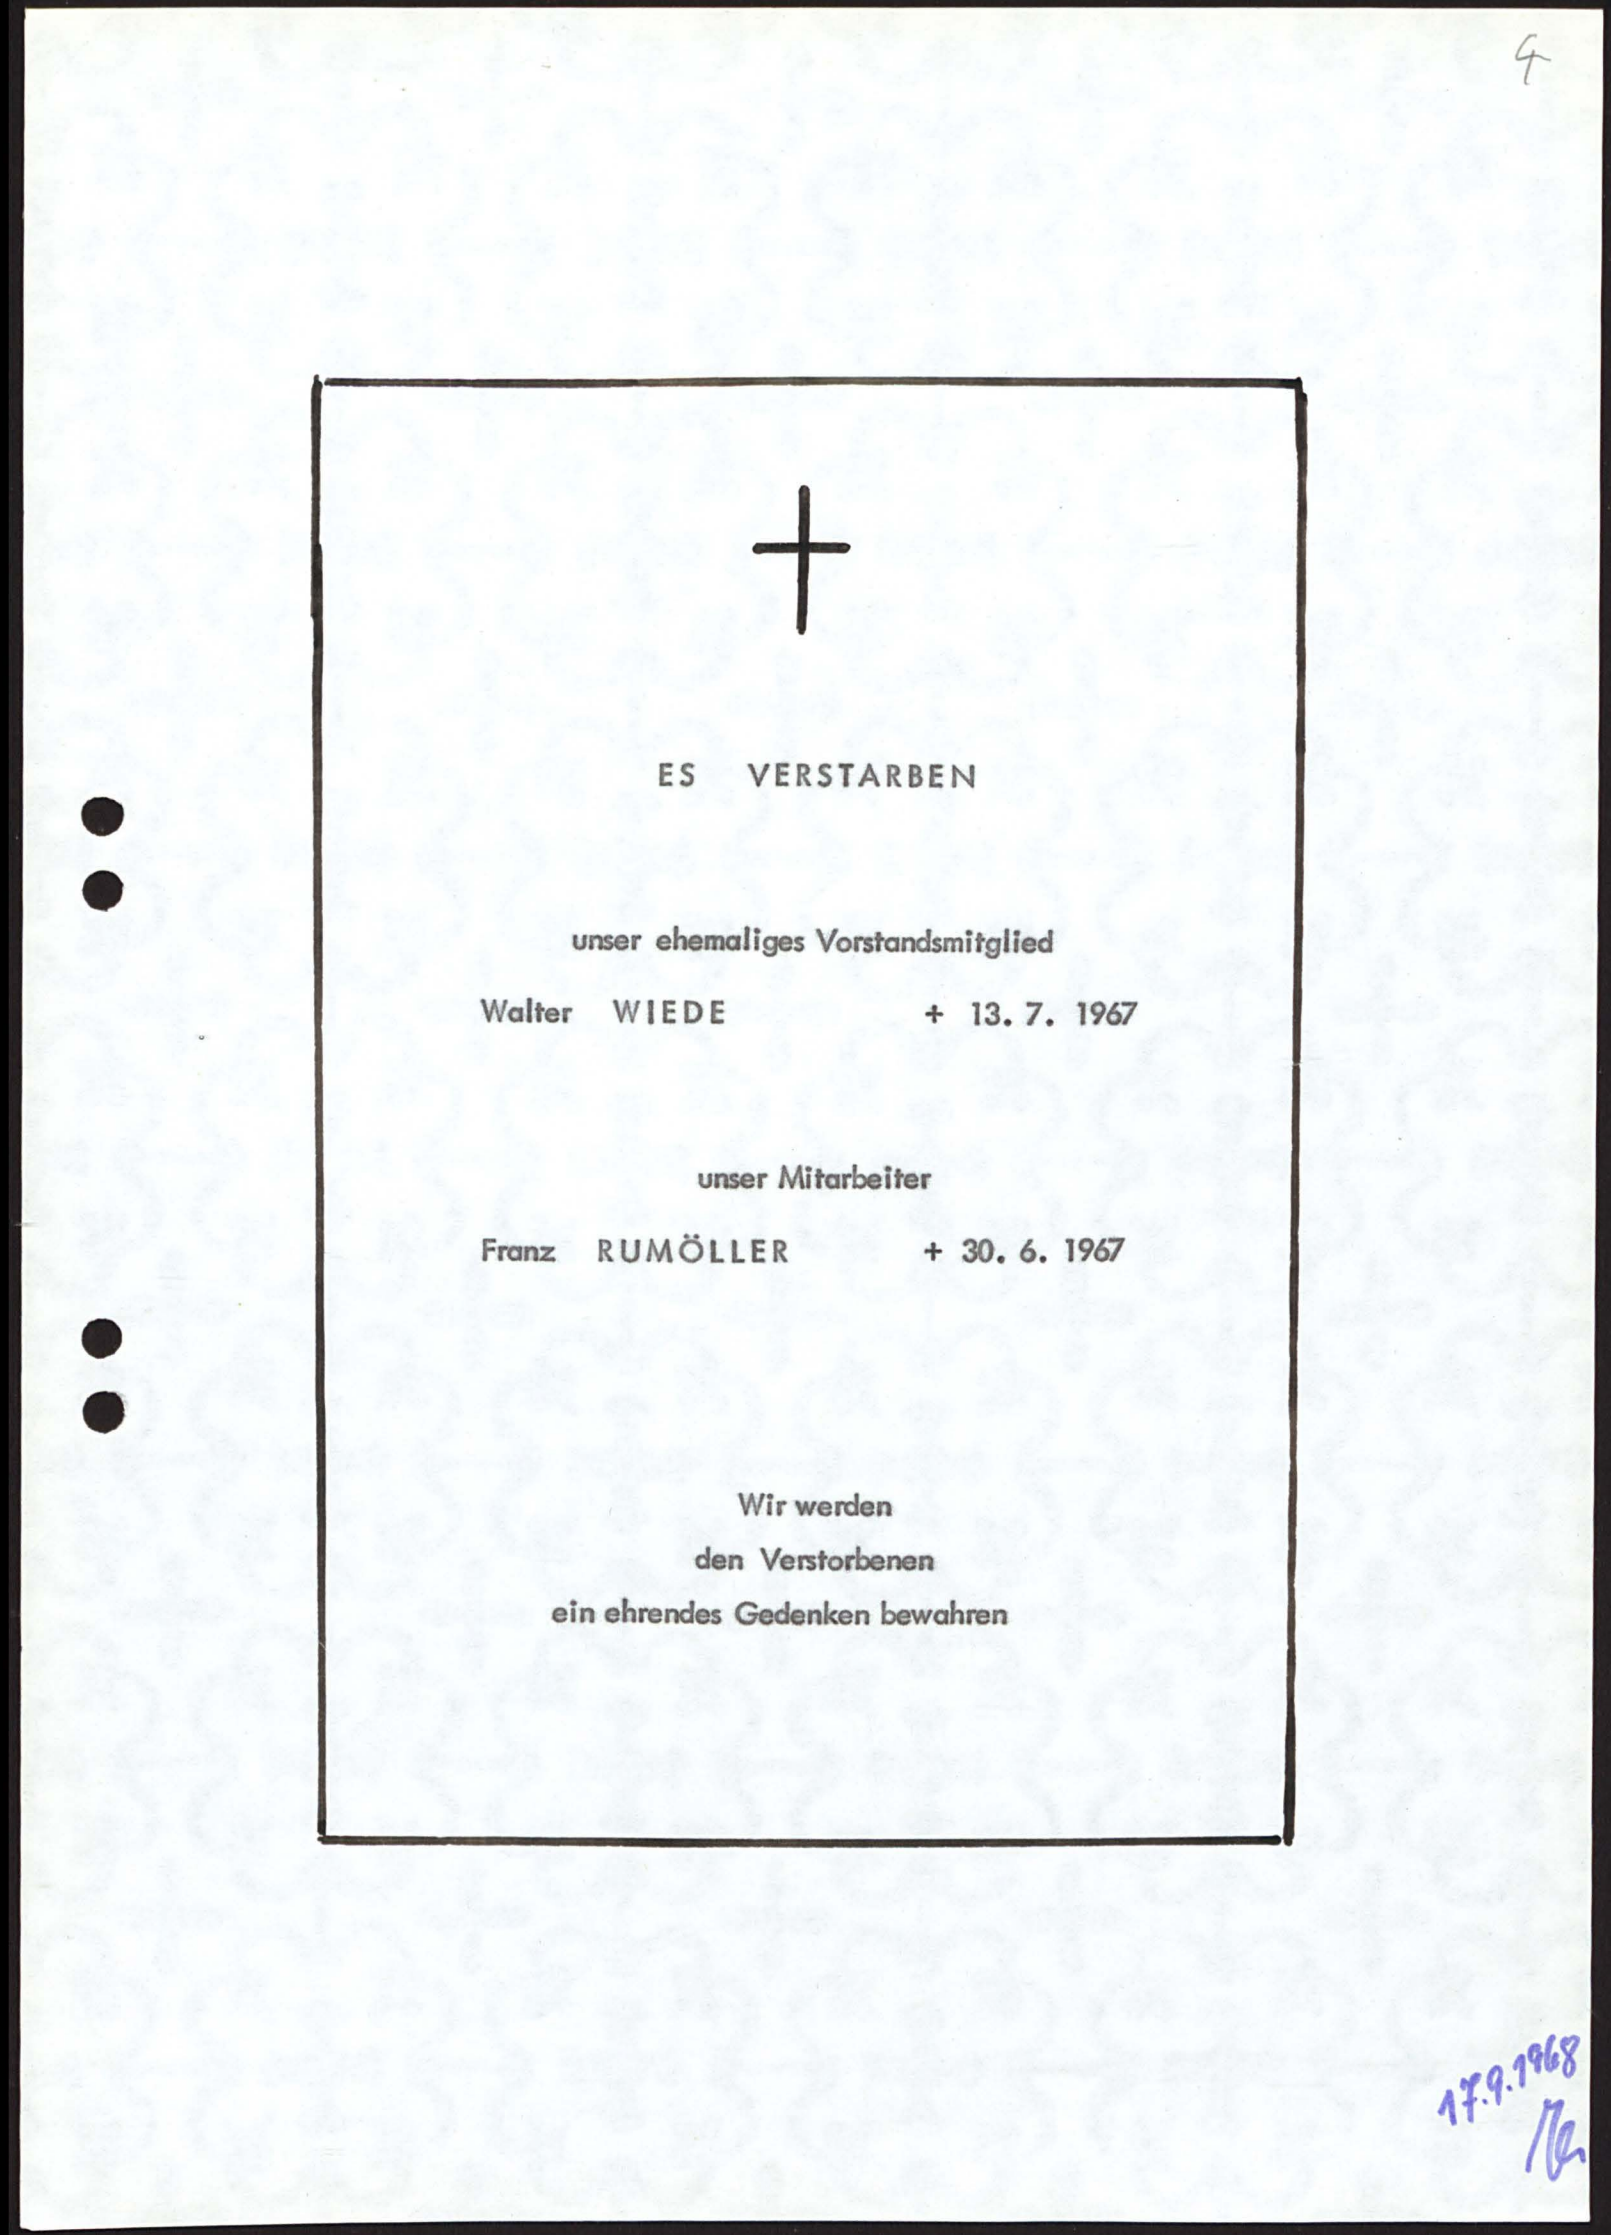 4
ES VERSTARBEN
unser ehemaliges Vorstandsmitglied
Walter WIEDE + 13. 7. 1967
unser Mitarbeiter
Franz RUMÖLLER + 30. 6. 1967
Wir werden
den Verstorbenen
ein ehrendes Gedenken bewahren
17.9.1968